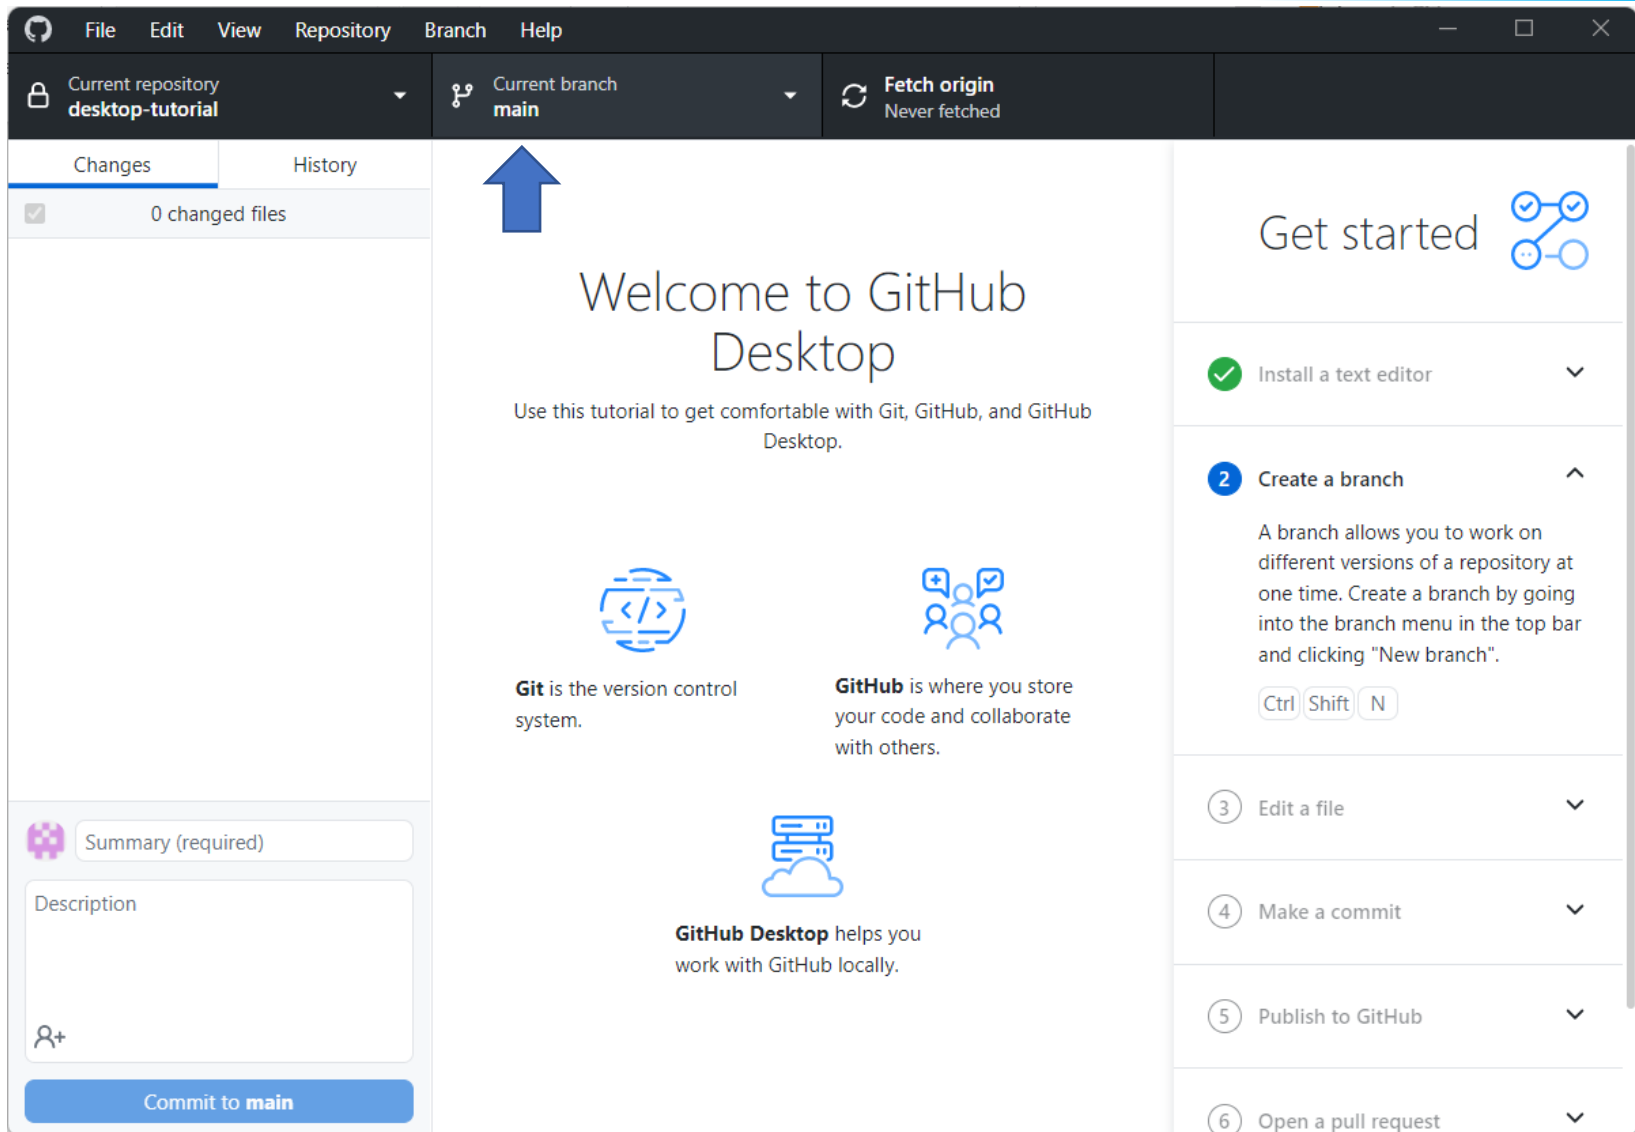 File Edit View Repository Branch Help
Current repository
desktop-tutorial
Current branch
main
Fetch origin
Never fetched
Changes
History
0 changed files
Welcome to GitHub
Desktop
Use this tutorial to get comfortable with Git, GitHub, and GitHub
Desktop.
Git is the version control
system.
GitHub is where you store
your code and collaborate
with others.
GitHub Desktop helps you
work with GitHub locally.
Summary (required)
Description
Commit to main
Get started
Install a text editor
2 Create a branch
A branch allows you to work on
different versions of a repository at
one time. Create a branch by going
into the branch menu in the top bar
and clicking "New branch".
Ctrl Shift N
3 Edit a file
4 Make a commit
5 Publish to GitHub
6 Open a pull request